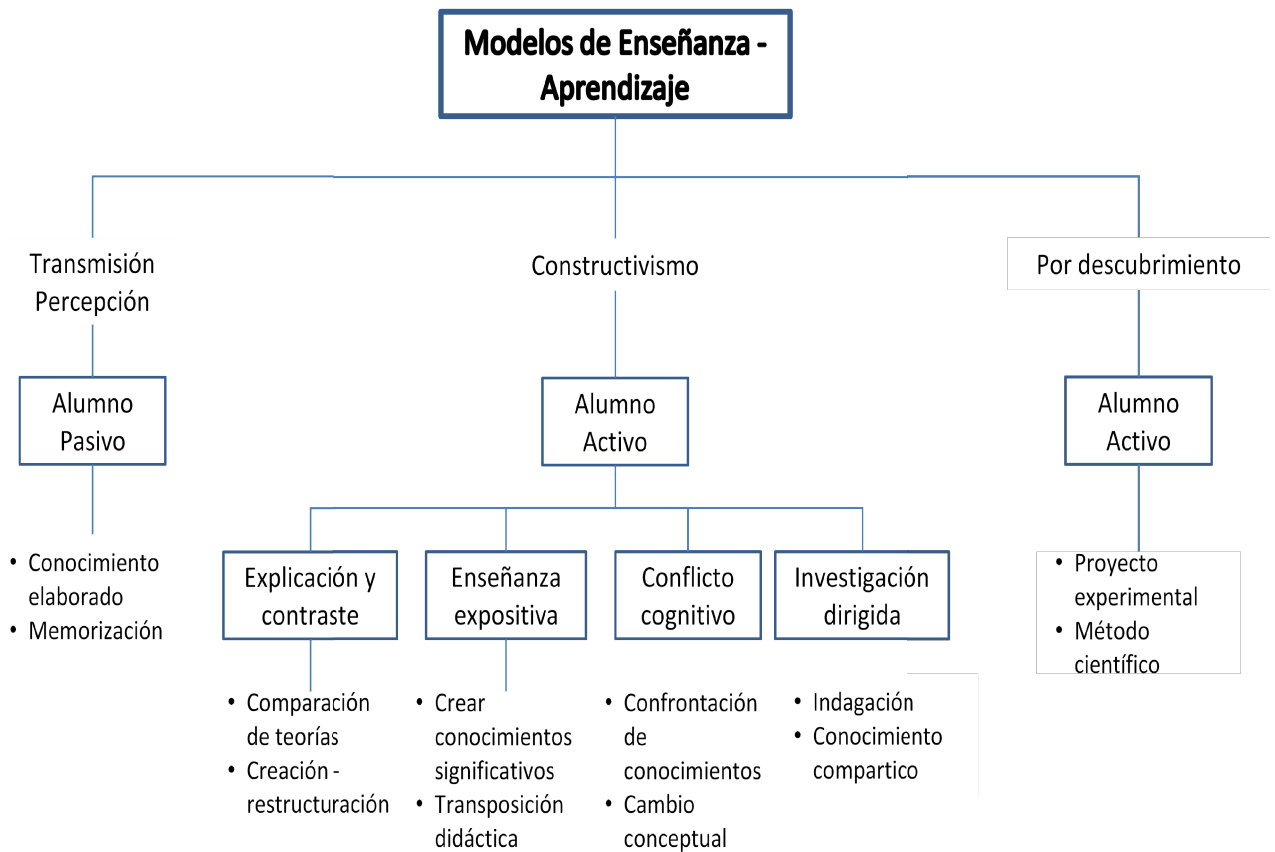 Modelos de Enseñanza -
Aprendizaje
Transmisión
Percepción
Constructivismo
Por descubrimiento
Alumno
Pasivo
Alumno
Activo
Alumno
Activo
• Conocimiento
elaborado
• Memorización
Explicación y
contraste
Enseñanza
expositiva
Conflicto
cognitivo
Investigación
dirigida
• Proyecto
experimental
• Método
científico
• Comparación
de teorías
• Creación -
restructuración
• Crear
conocimientos
significativos
• Transposición
didáctica
• Confrontación
de
conocimientos
• Cambio
conceptual
• Indagación
• Conocimiento
compartico